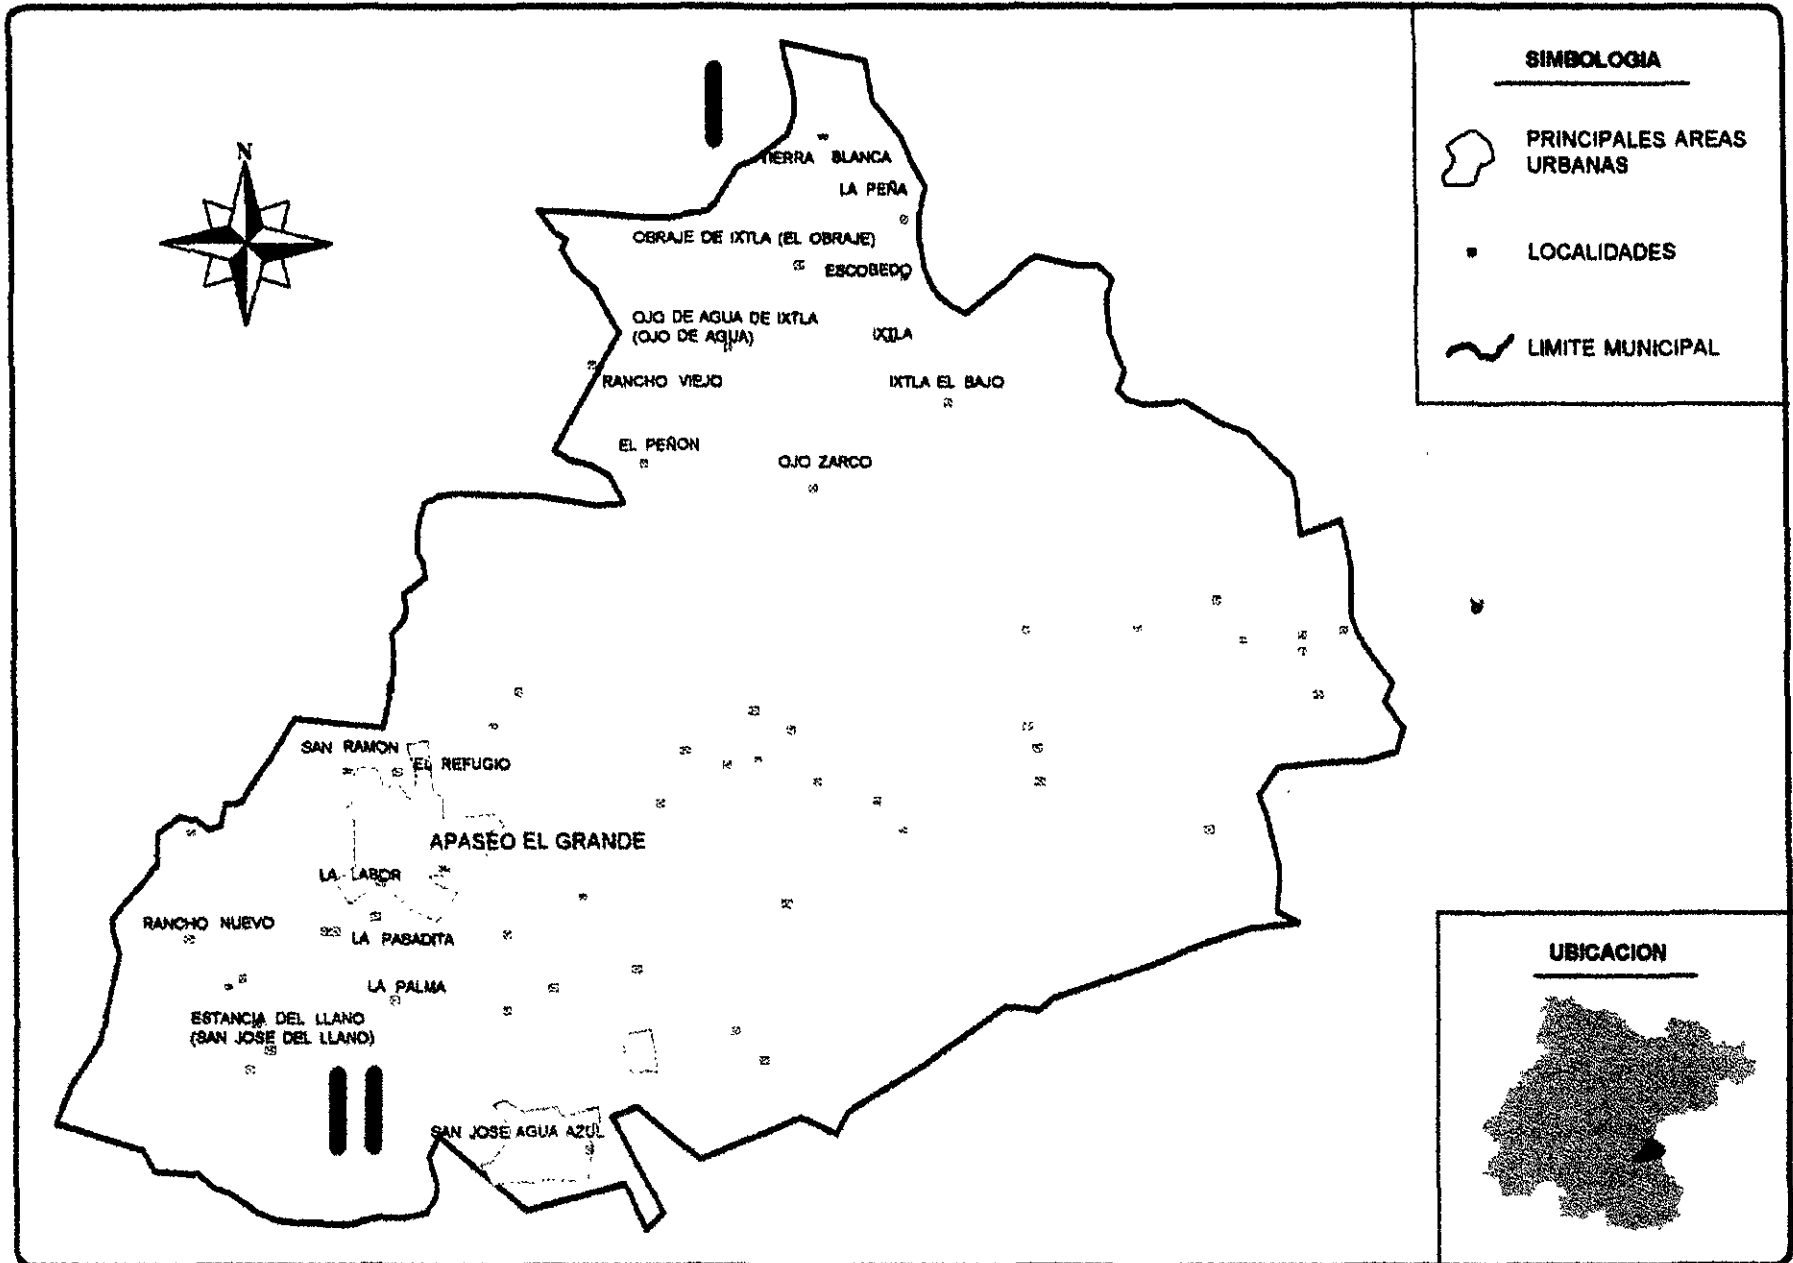 SIMBOLOGIA
PRINCIPALES AREAS
URBANAS
LOCALIDADES
LIMITE MUNICIPAL
N
TIERRA BLANCA
LA PEÑA
OBRAJE DE IXTLA (EL OBRAJE)
ESCOBEDO
OJO DE AGUA DE IXTLA
(OJO DE AGUA)
IXTLA
RANCHO VIEJO
IXTLA EL BAJO
EL PEÑON
OJO ZARCO
SAN RAMON
EL REFUGIO
APASEO EL GRANDE
LA LABOR
RANCHO NUEVO
LA PASADITA
LA PALMA
ESTANCIA DEL LLANO
(SAN JOSE DEL LLANO)
SAN JOSE AGUA AZUL
UBICACION